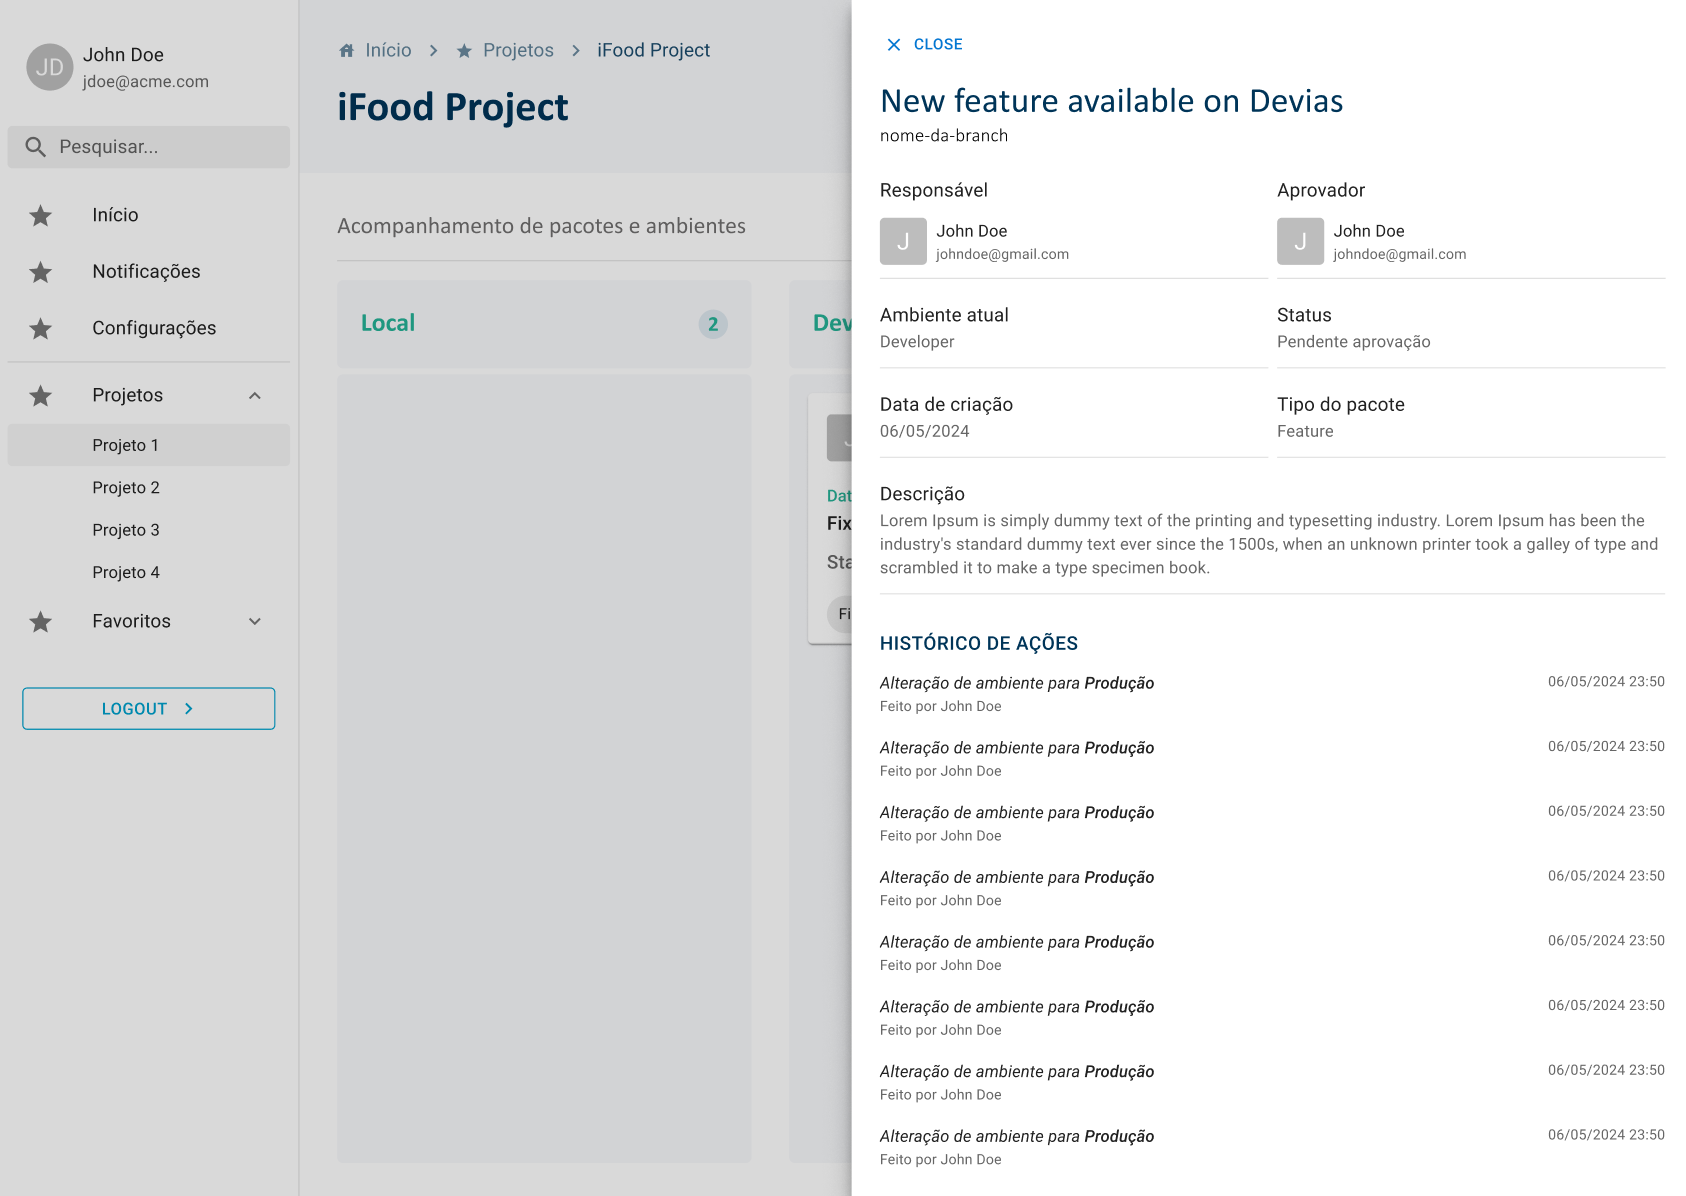 JD
John Doe
jdoe@acme.com
Pesquisar...
Início
Notificações
Configurações
Projetos
Projeto 1
Projeto 2
Projeto 3
Projeto 4
Favoritos
LOGOUT
Início
Projetos
iFood Project
iFood Project
Acompanhamento de pacotes e ambientes
Local
2
CLOSE
New feature available on Devias
nome-da-branch
Responsável
J
John Doe
johndoe@gmail.com
Aprovador
J
John Doe
johndoe@gmail.com
Ambiente atual
Developer
Status
Pendente aprovação
Data de criação
06/05/2024
Tipo do pacote
Feature
Descrição
Lorem Ipsum is simply dummy text of the printing and typesetting industry. Lorem Ipsum has been the
industry's standard dummy text ever since the 1500s, when an unknown printer took a galley of type and
scrambled it to make a type specimen book.
HISTÓRICO DE AÇÕES
Alteração de ambiente para Produção
06/05/2024 23:50
Feito por John Doe
Alteração de ambiente para Produção
06/05/2024 23:50
Feito por John Doe
Alteração de ambiente para Produção
06/05/2024 23:50
Feito por John Doe
Alteração de ambiente para Produção
06/05/2024 23:50
Feito por John Doe
Alteração de ambiente para Produção
06/05/2024 23:50
Feito por John Doe
Alteração de ambiente para Produção
06/05/2024 23:50
Feito por John Doe
Alteração de ambiente para Produção
06/05/2024 23:50
Feito por John Doe
Alteração de ambiente para Produção
06/05/2024 23:50
Feito por John Doe